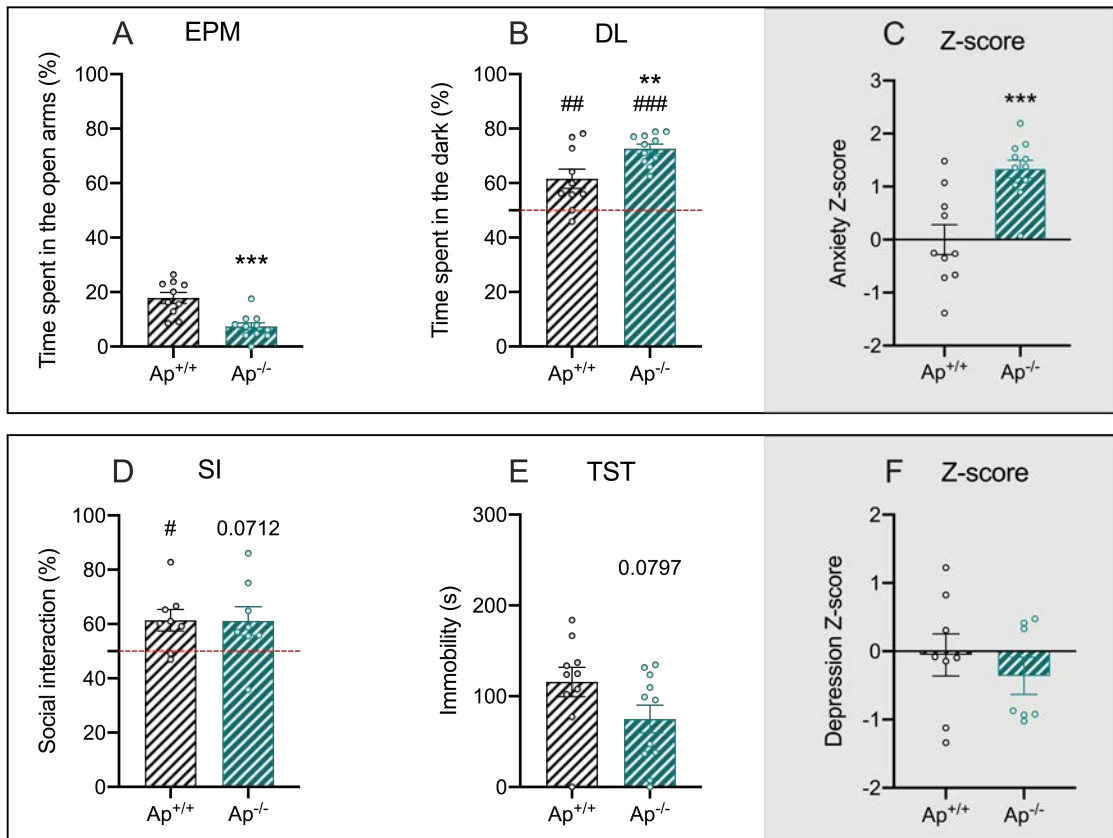 A EPM
Time spent in the open arms (%)
100
80
60
40
20
0
***
Ap+/+ Ap-/-
B DL
Time spent in the dark (%)
100
80
60
40
20
0
**
## ###
Ap+/+ Ap-/-
C Z-score
Anxiety Z-score
3
2
1
0
-1
-2
***
Ap+/+ Ap-/-
D SI
Social interaction (%)
100
80
60
40
20
0
# 0.0712
Ap+/+ Ap-/-
E TST
Immobility (s)
300
200
100
0
0.0797
Ap+/+ Ap-/-
F Z-score
Depression Z-score
2
1
0
-1
-2
Ap+/+ Ap-/-